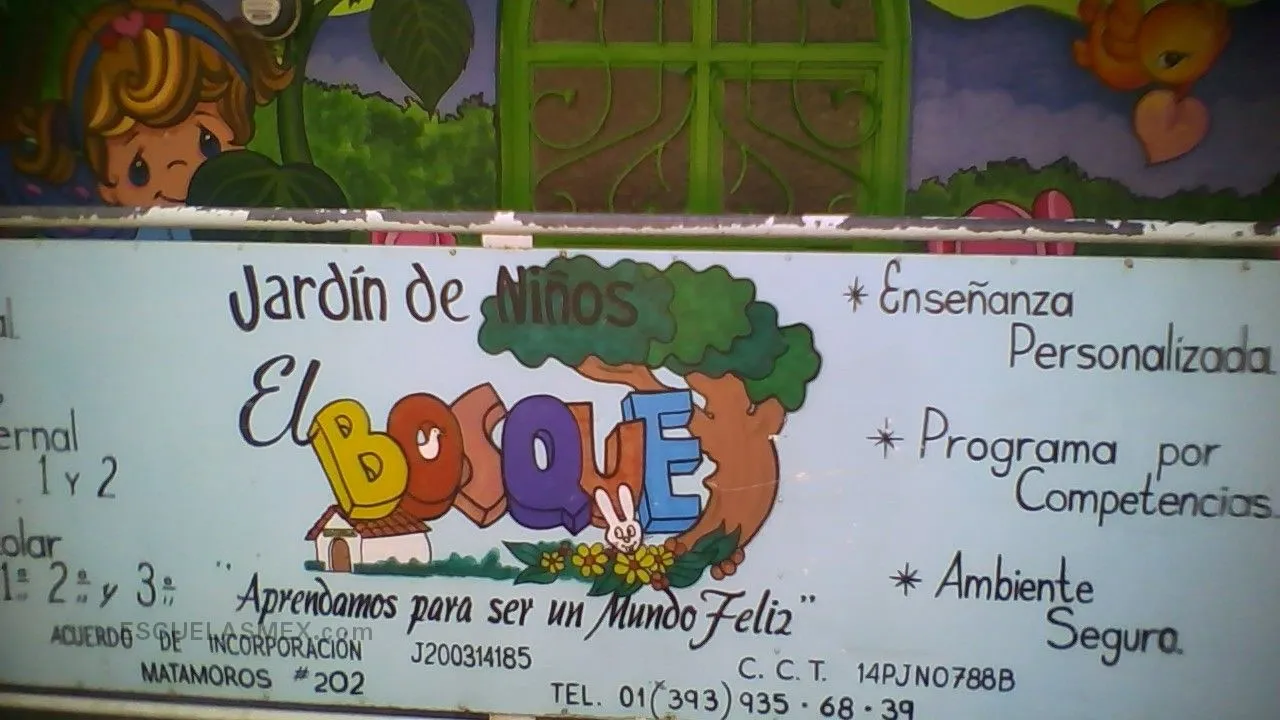 Jardín de Niños
El BOSQUE
"Aprendamos para ser un Mundo Feliz"
al
ernal
1 Y 2
olar
1º 2º y 3º
* Enseñanza
Personalizada
* Programa por
Competencias.
* Ambiente
Seguro.
ACUERDO DE INCORPORACIÓN J200314185
MATAMOROS #202
C. C. T. 14PJN0788B
TEL. 01(393)935·68·39
ESCUELASMEX.com